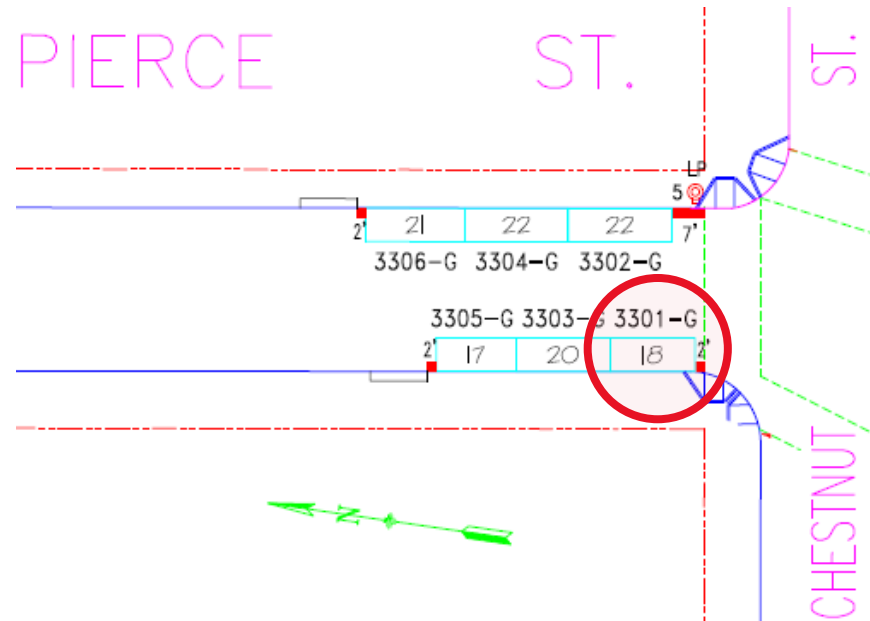 PIERCE ST.
ST.
LP
5
2' 21 22 22 7'
3306-G 3304-G 3302-G
3305-G 3303-G 3301-G
2' 17 20 18 2'
N
CHESTNUT